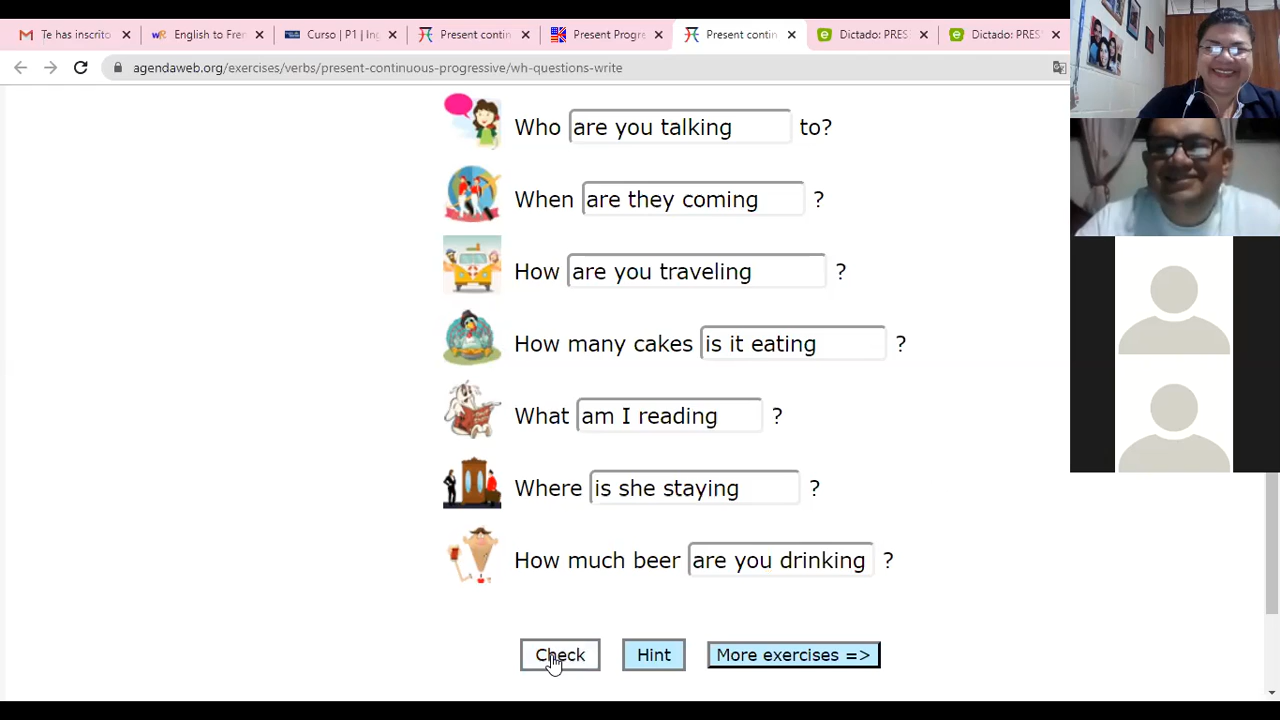 Te has inscrito
English to Fre
Curso | P1 | In
Present contin
Present Progre
Present contin
Dictado: PRES
Dictado: PRES
agendaweb.org/exercises/verbs/present-continuous-progressive/wh-questions-write
Who are you talking to?
When are they coming ?
How are you traveling ?
How many cakes is it eating ?
What am I reading ?
Where is she staying ?
How much beer are you drinking ?
Check Hint More exercises =>